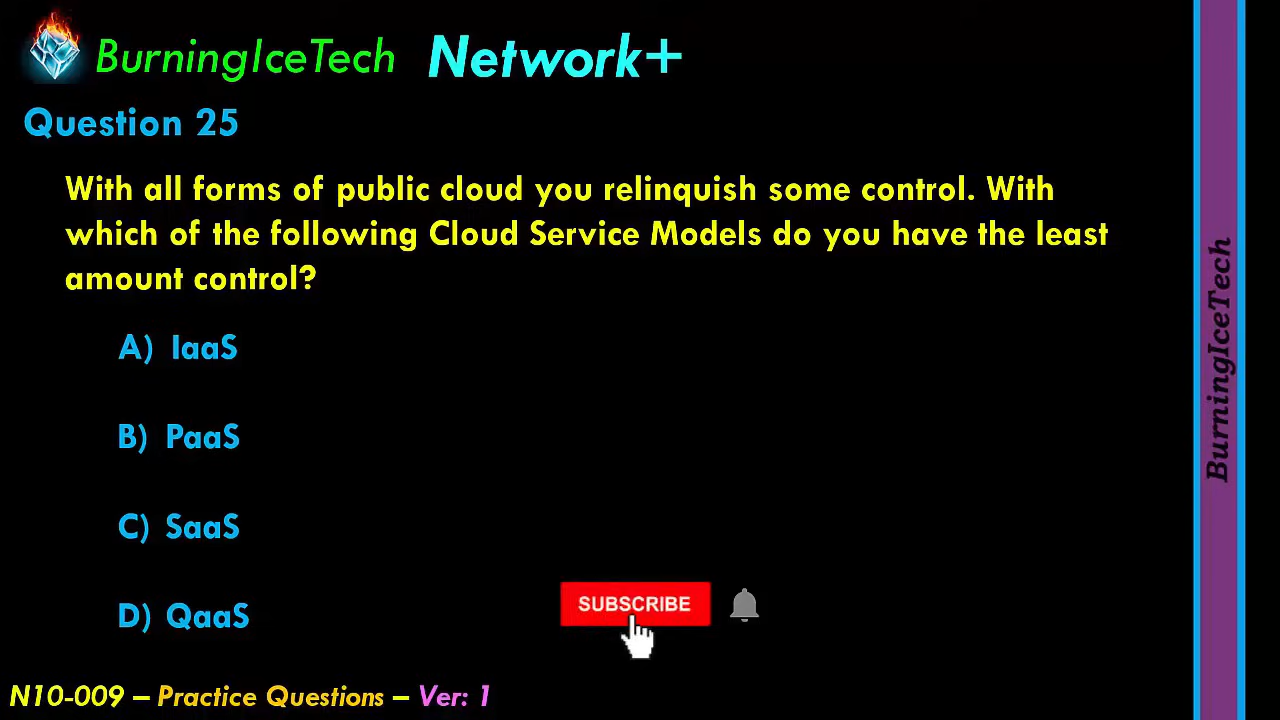 BurningIceTech Network+
Question 25
With all forms of public cloud you relinquish some control. With
which of the following Cloud Service Models do you have the least
amount control?
A) IaaS
B) PaaS
C) SaaS
D) QaaS
SUBSCRIBE
N10-009 – Practice Questions – Ver: 1
BurningIceTech